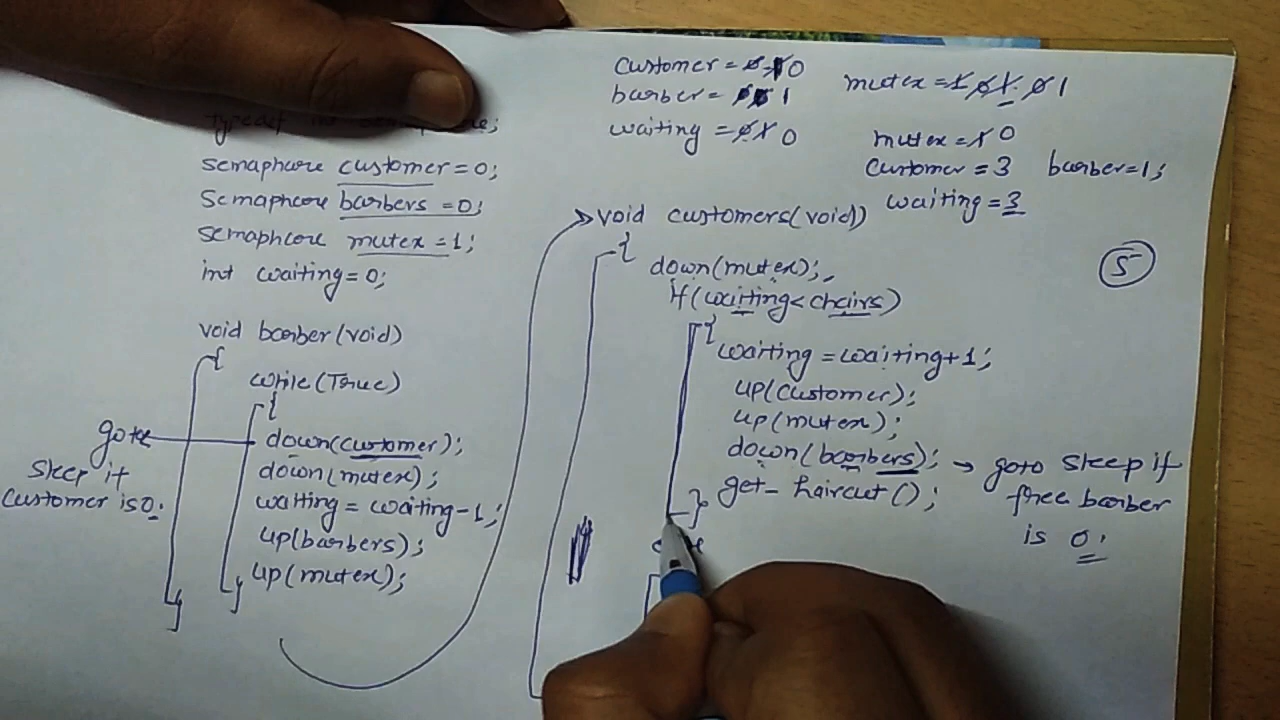 semaphore customer=0;
Semaphore barbers =0;
semaphore mutex=1;
int waiting=0;
void barber(void)
{
while(True)
{
down(customer);
down(mutex);
waiting = waiting-1;
up(barbers);
up(mutex);
}
}
goto
sleep if
customer is 0.
customer = 0 1 0
barber = 0 0 1
waiting = 0 1 0
mutex = 1 0 1 0 1
mutex = 1 0
customer = 3 barber=1;
waiting = 3
void customers(void)
{
down(mutex);
if(waiting< chairs)
{
waiting = waiting+1;
up(customer);
up(mutex);
down(barbers); → goto sleep if
free barber
is 0.
get-haircut();
}
5